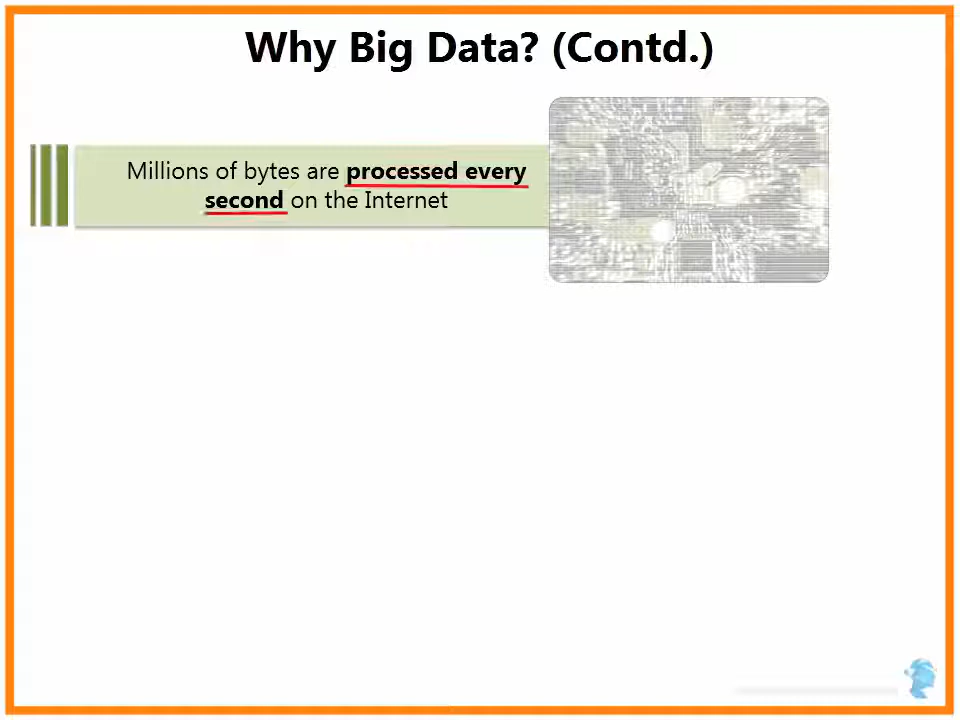 Why Big Data? (Contd.)
Millions of bytes are processed every
second on the Internet